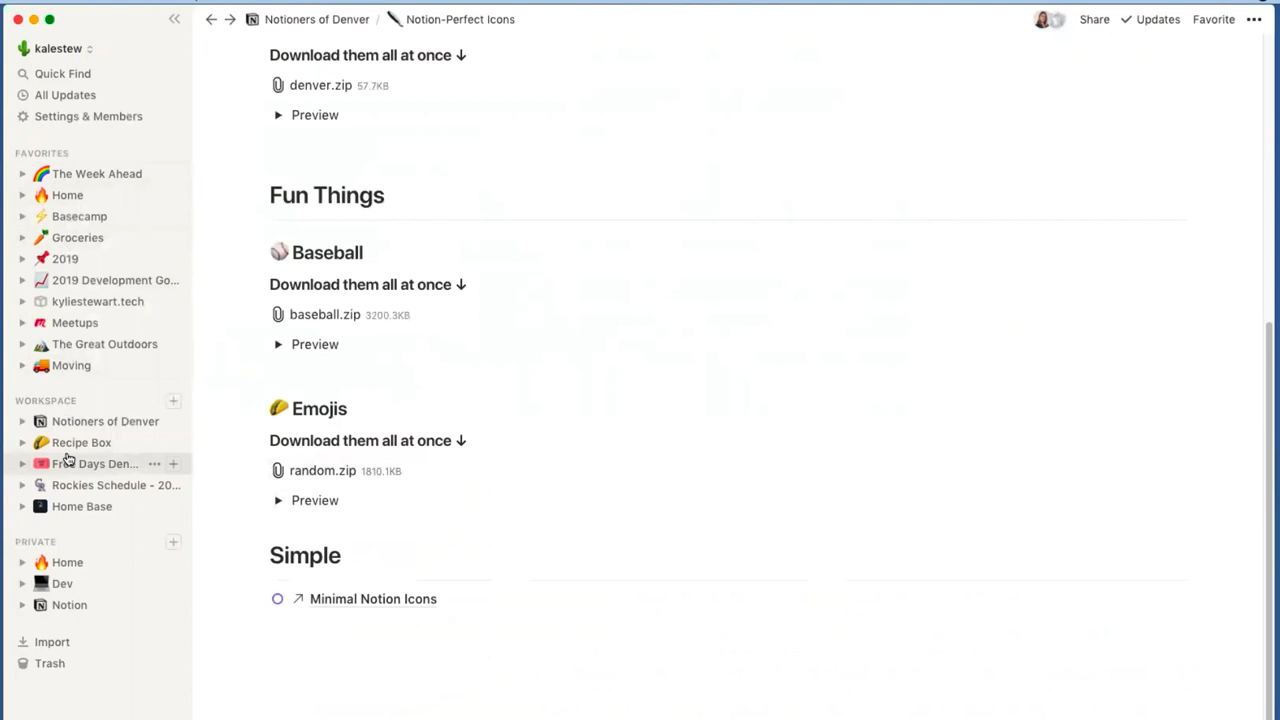 Notioners of Denver / Notion-Perfect Icons
Share Updates Favorite
kalestew
Quick Find
All Updates
Settings & Members
FAVORITES
The Week Ahead
Home
Basecamp
Groceries
2019
2019 Development Go...
kyliestewart.tech
Meetups
The Great Outdoors
Moving
WORKSPACE
Notioners of Denver
Recipe Box
Free Days Den...
Rockies Schedule - 20...
Home Base
PRIVATE
Home
Dev
Notion
Import
Trash
Download them all at once ↓
denver.zip 57.7KB
Preview
Fun Things
Baseball
Download them all at once ↓
baseball.zip 3200.3KB
Preview
Emojis
Download them all at once ↓
random.zip 1810.1KB
Preview
Simple
Minimal Notion Icons